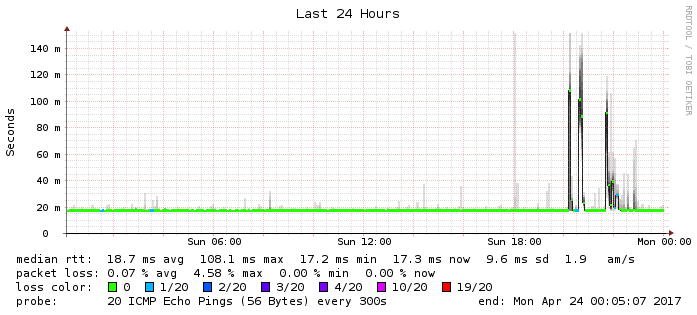 Last 24 Hours
RRDTOOL / TOBI OETIKER
Seconds
140 m
120 m
100 m
80 m
60 m
40 m
20 m
0
Sun 06:00 Sun 12:00 Sun 18:00 Mon 00:00
median rtt: 18.7 ms avg 108.1 ms max 17.2 ms min 17.3 ms now 9.6 ms sd 1.9 am/s
packet loss: 0.07 % avg 4.58 % max 0.00 % min 0.00 % now
loss color: 0 1/20 2/20 3/20 4/20 10/20 19/20
probe: 20 ICMP Echo Pings (56 Bytes) every 300s end: Mon Apr 24 00:05:07 2017